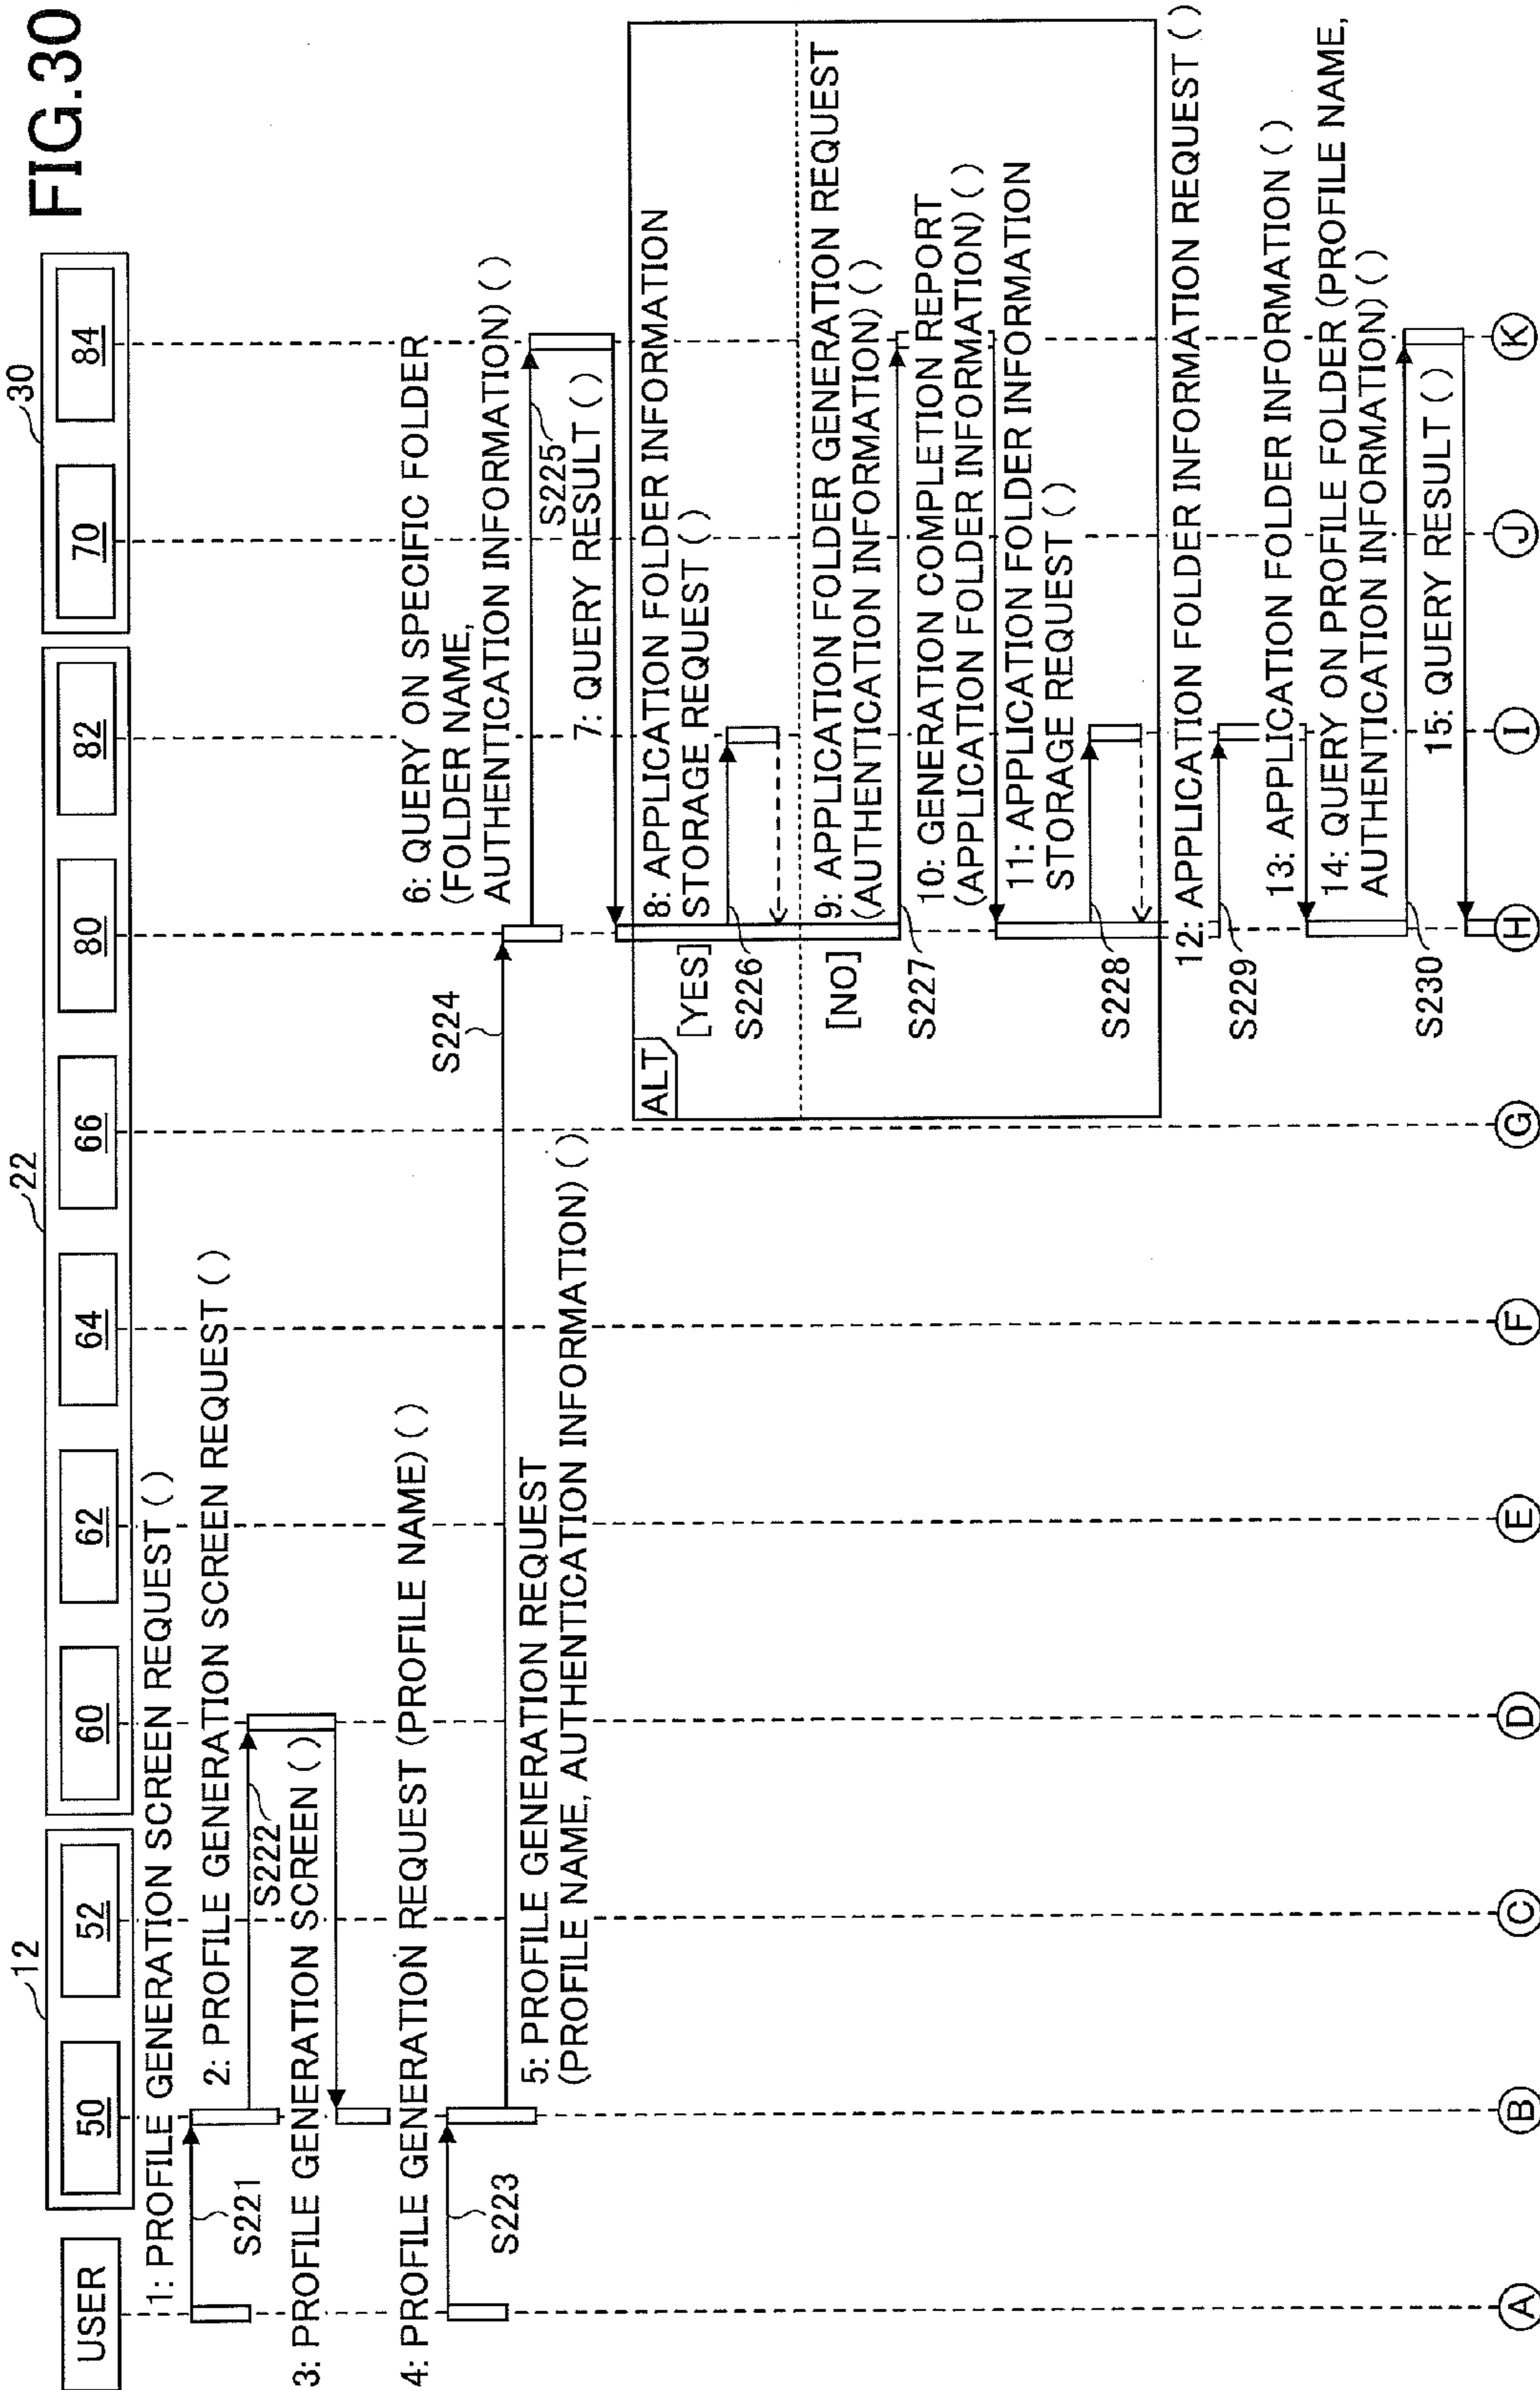 FIG.30
12
22
30
USER
50
52
60
62
64
66
80
82
70
84
1: PROFILE GENERATION SCREEN REQUEST ( )
S221
2: PROFILE GENERATION SCREEN REQUEST ( )
S222
3: PROFILE GENERATION SCREEN ( )
4: PROFILE GENERATION REQUEST (PROFILE NAME) ( )
S223
S224
5: PROFILE GENERATION REQUEST
(PROFILE NAME, AUTHENTICATION INFORMATION) ( )
6: QUERY ON SPECIFIC FOLDER
(FOLDER NAME,
AUTHENTICATION INFORMATION) ( )
S225
7: QUERY RESULT ( )
ALT
[YES]
8: APPLICATION FOLDER INFORMATION
STORAGE REQUEST ( )
S226
[NO]
9: APPLICATION FOLDER GENERATION REQUEST
(AUTHENTICATION INFORMATION) ( )
S227
10: GENERATION COMPLETION REPORT
(APPLICATION FOLDER INFORMATION) ( )
11: APPLICATION FOLDER INFORMATION
STORAGE REQUEST ( )
S228
12: APPLICATION FOLDER INFORMATION REQUEST ( )
S229
13: APPLICATION FOLDER INFORMATION ( )
14: QUERY ON PROFILE FOLDER (PROFILE NAME,
AUTHENTICATION INFORMATION) ( )
S230
15: QUERY RESULT ( )
A
B
C
D
E
F
G
H
I
J
K